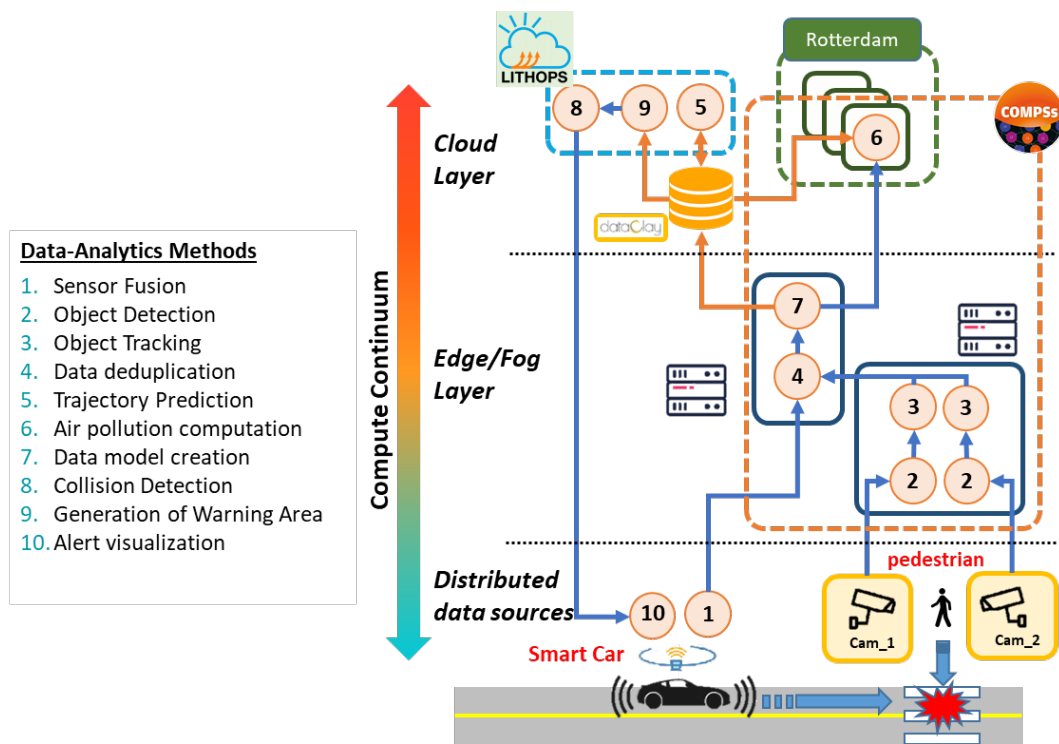 LITHOPS
Rotterdam
COMPSs
8
9
5
6
Cloud
Layer
dataClay
Data-Analytics Methods
1. Sensor Fusion
2. Object Detection
3. Object Tracking
4. Data deduplication
5. Trajectory Prediction
6. Air pollution computation
7. Data model creation
8. Collision Detection
9. Generation of Warning Area
10. Alert visualization
Compute Continuum
Edge/Fog
Layer
7
4
3
3
2
2
Distributed
data sources
10
1
pedestrian
Cam_1
Cam_2
Smart Car